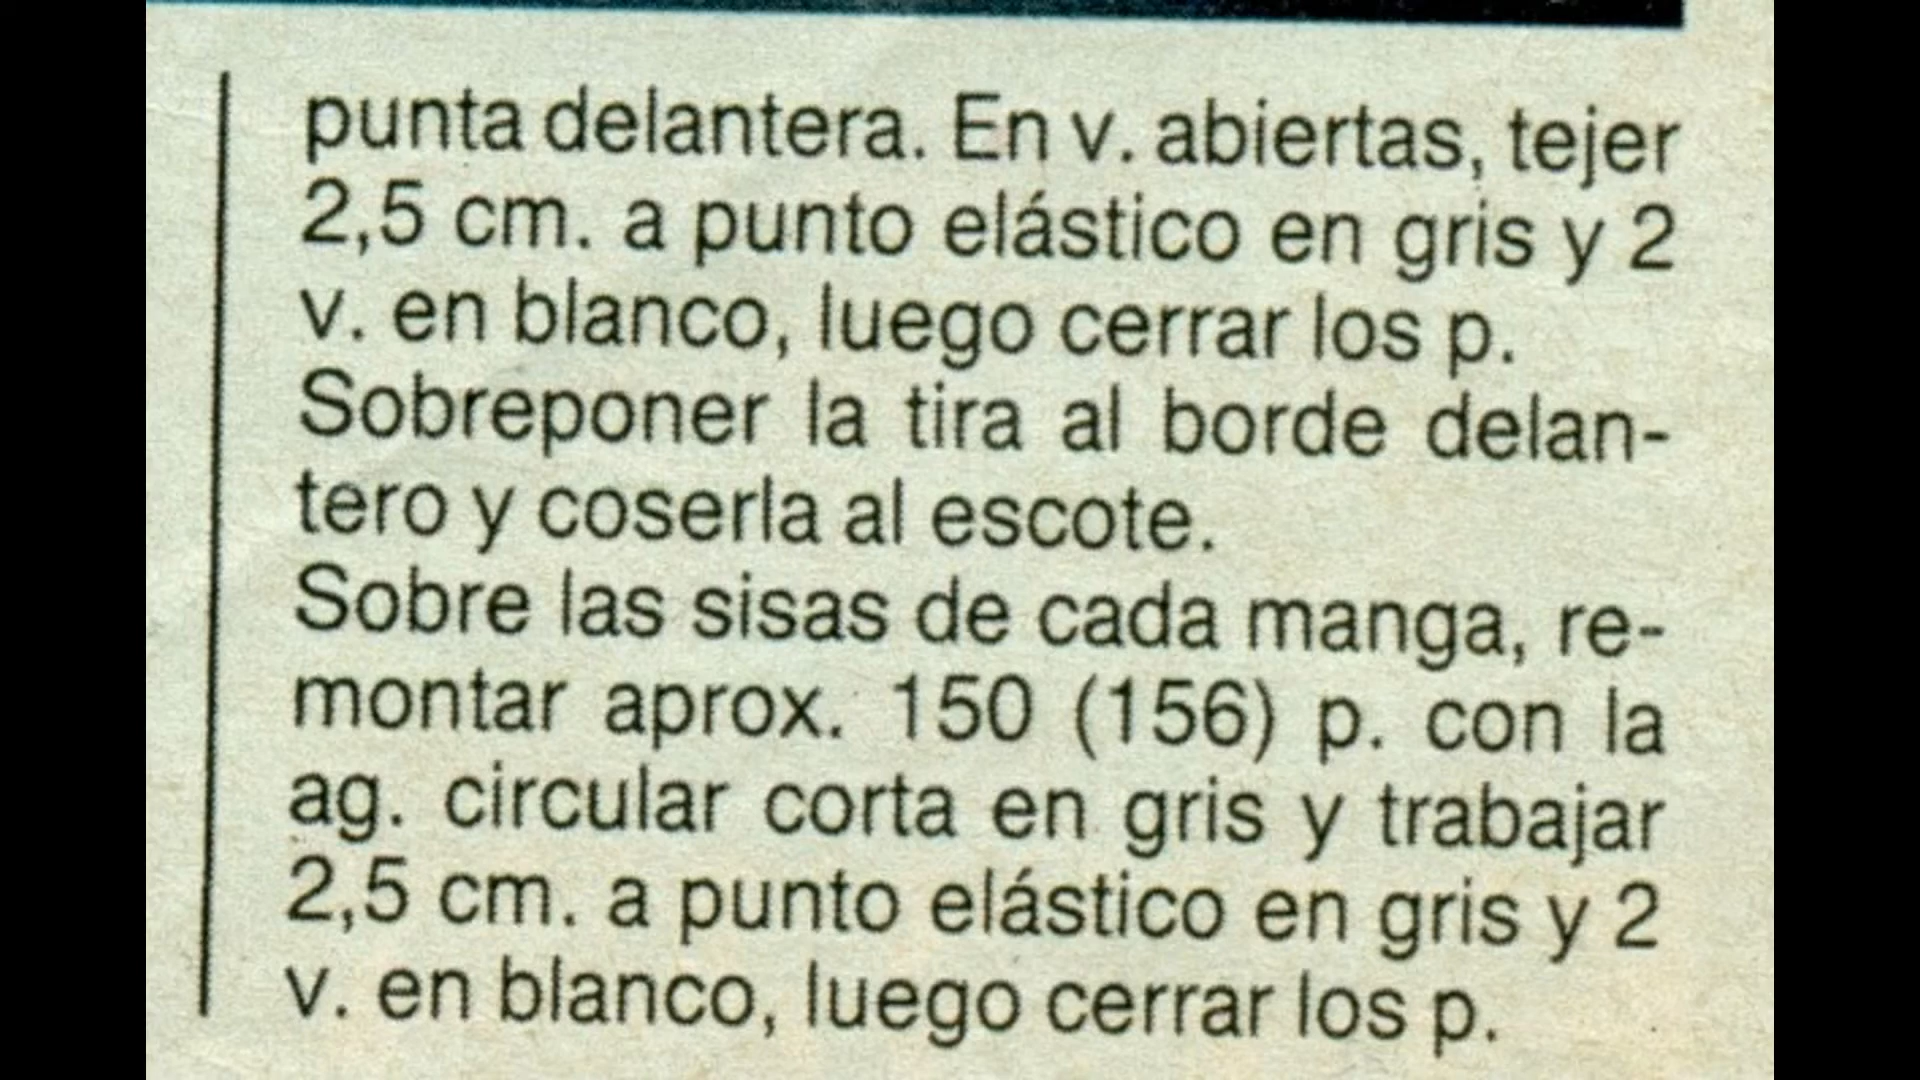 punta delantera. En v. abiertas, tejer
2,5 cm. a punto elástico en gris y 2
v. en blanco, luego cerrar los p.
Sobreponer la tira al borde delan-
tero y coserla al escote.
Sobre las sisas de cada manga, re-
montar aprox. 150 (156) p. con la
ag. circular corta en gris y trabajar
2,5 cm. a punto elástico en gris y 2
v. en blanco, luego cerrar los p.